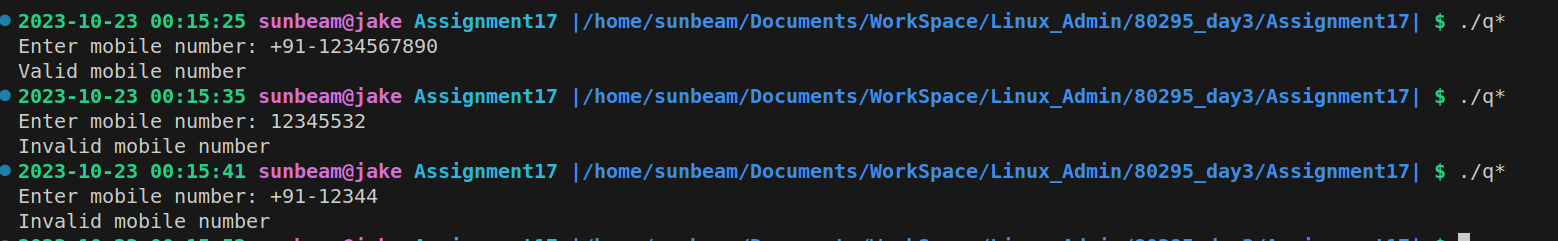 2023-10-23 00:15:25 sunbeam@jake Assignment17 |/home/sunbeam/Documents/WorkSpace/Linux_Admin/80295_day3/Assignment17| $ ./q*
Enter mobile number: +91-1234567890
Valid mobile number
2023-10-23 00:15:35 sunbeam@jake Assignment17 |/home/sunbeam/Documents/WorkSpace/Linux_Admin/80295_day3/Assignment17| $ ./q*
Enter mobile number: 12345532
Invalid mobile number
2023-10-23 00:15:41 sunbeam@jake Assignment17 |/home/sunbeam/Documents/WorkSpace/Linux_Admin/80295_day3/Assignment17| $ ./q*
Enter mobile number: +91-12344
Invalid mobile number